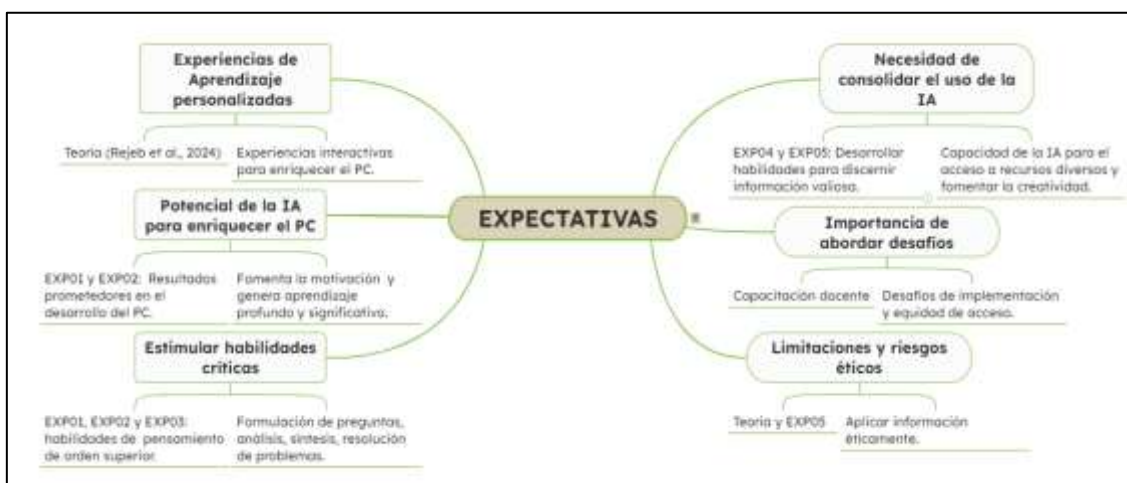 Experiencias de
Aprendizaje
personalizadas
Teoría (Rejeb et al., 2024)
Experiencias interactivas
para enriquecer el PC.
Potencial de la IA
para enriquecer el PC
EXP01 y EXP02: Resultados
prometedores en el
desarrollo del PC.
Fomenta la motivación y
genera aprendizaje
profundo y significativo.
Estimular habilidades
críticas
EXP01, EXP02 y EXP03:
habilidades de pensamiento
de orden superior.
Formulación de preguntas,
análisis, síntesis, resolución
de problemas.
EXPECTATIVAS
Necesidad de
consolidar el uso de la
IA
EXP04 y EXP05: Desarrollar
habilidades para discernir
información valiosa.
Capacidad de la IA para el
acceso a recursos diversos y
fomentar la creatividad.
Importancia de
abordar desafíos
Capacitación docente
Desafíos de implementación
y equidad de acceso.
Limitaciones y riesgos
éticos
Teoría y EXP05
Aplicar información
éticamente.